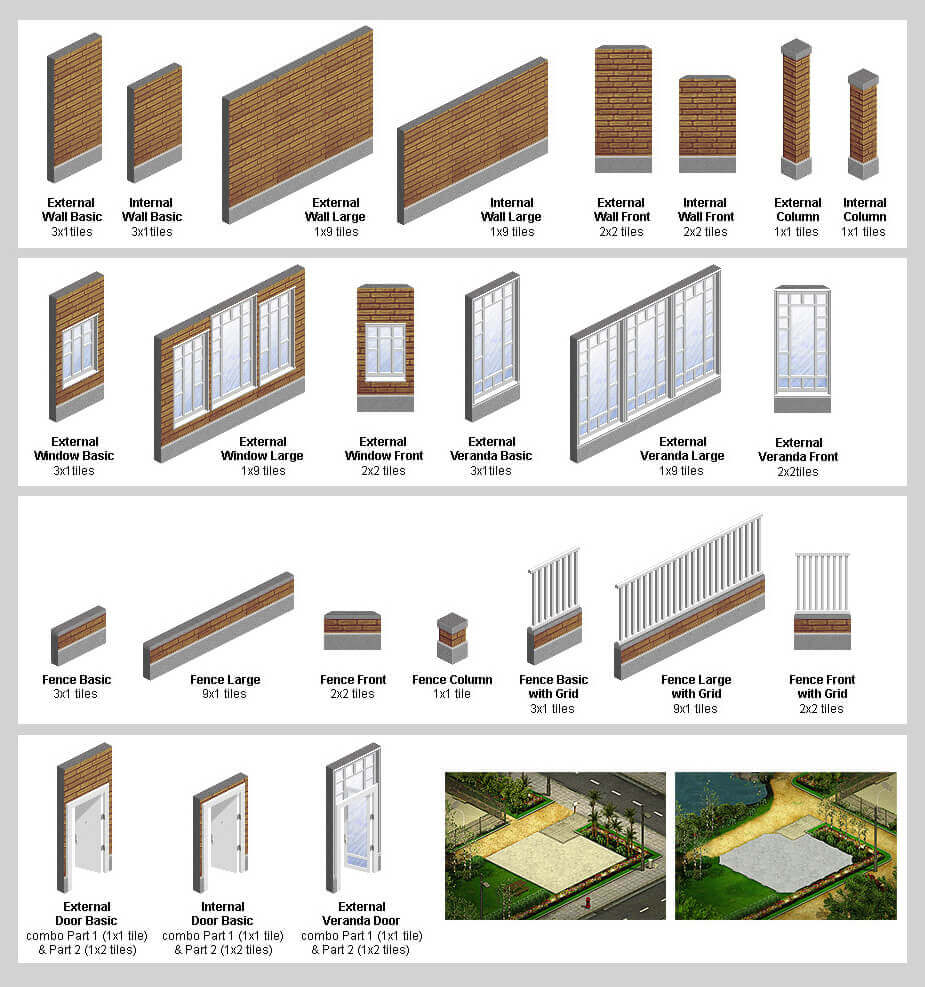 External
Wall Basic
3x1tiles
Internal
Wall Basic
3x1tiles
External
Wall Large
1x9 tiles
Internal
Wall Large
1x9 tiles
External
Wall Front
2x2 tiles
Internal
Wall Front
2x2 tiles
External
Column
1x1 tiles
Internal
Column
1x1 tiles
External
Window Basic
3x1tiles
External
Window Large
1x9 tiles
External
Window Front
2x2 tiles
External
Veranda Basic
3x1tiles
External
Veranda Large
1x9 tiles
External
Veranda Front
2x2tiles
Fence Basic
3x1 tiles
Fence Large
9x1 tiles
Fence Front
2x2 tiles
Fence Column
1x1 tile
Fence Basic
with Grid
3x1 tiles
Fence Large
with Grid
9x1 tiles
Fence Front
with Grid
2x2 tiles
External
Door Basic
combo Part 1 (1x1 tile)
& Part 2 (1x2 tiles)
Internal
Door Basic
combo Part 1 (1x1 tile)
& Part 2 (1x2 tiles)
External
Veranda Door
combo Part 1 (1x1 tile)
& Part 2 (1x2 tiles)